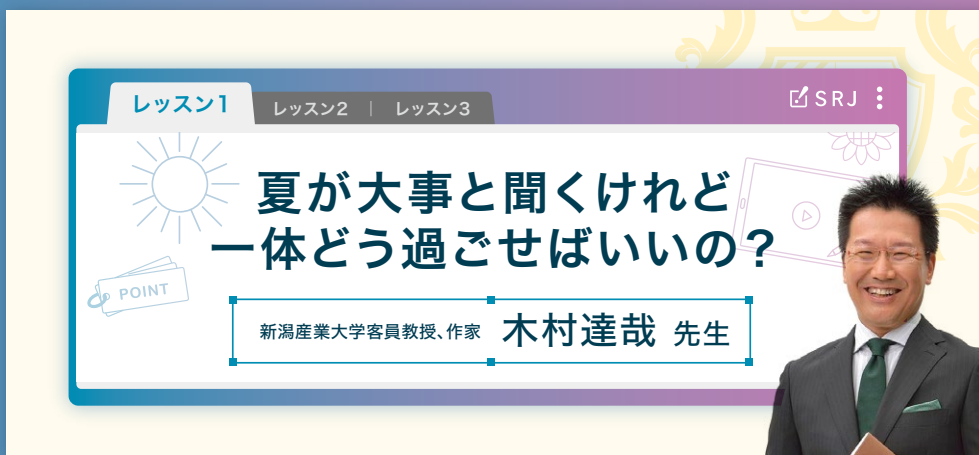 レッスン1
レッスン2 | レッスン3
SRJ
夏が大事と聞くけれど
一体どう過ごせばいいの?
POINT
新潟産業大学客員教授、作家 木村達哉 先生